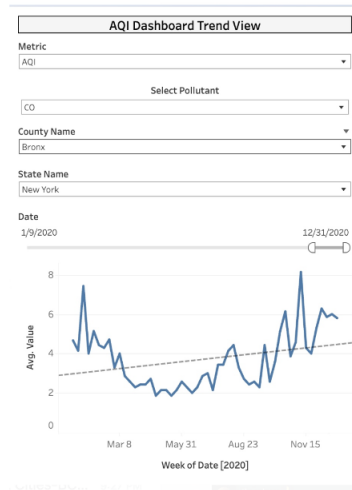 AQI Dashboard Trend View
Metric
AQI
Select Pollutant
CO
County Name
Bronx
State Name
New York
Date
1/9/2020 12/31/2020
8
6
4
2
0
Avg. Value
Mar 8 May 31 Aug 23 Nov 15
Week of Date [2020]